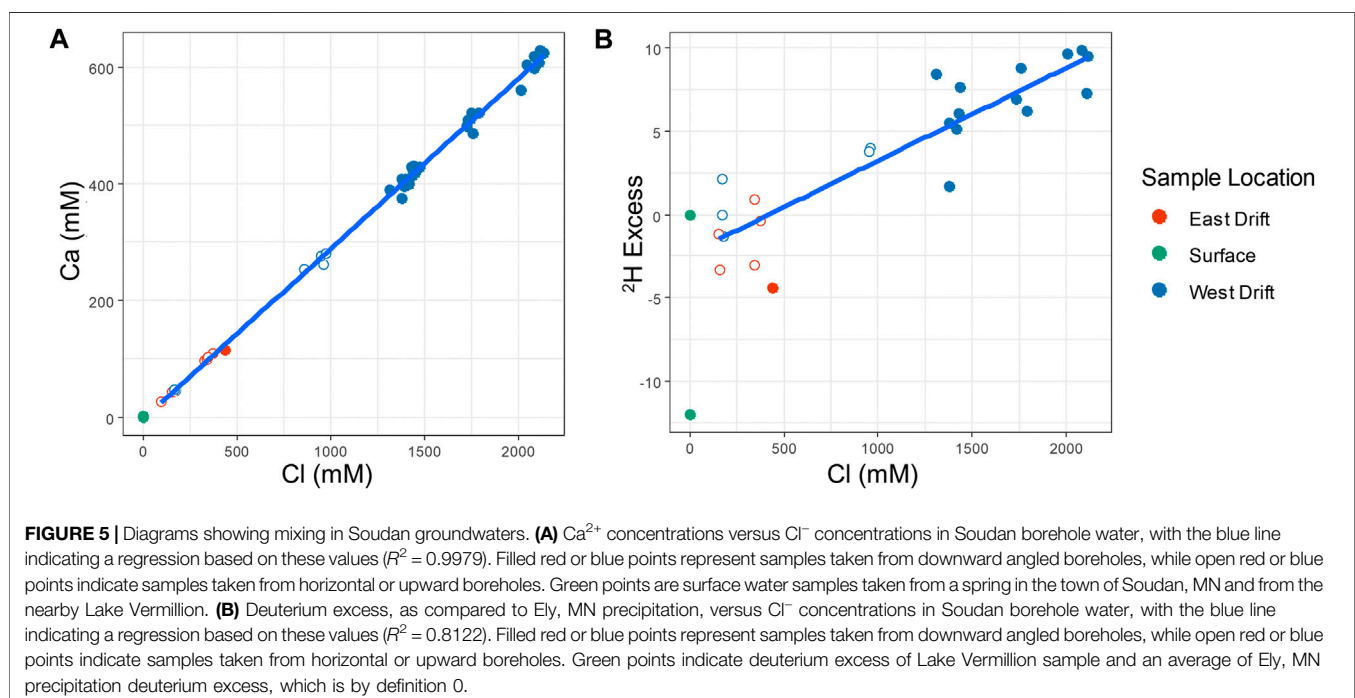 A
B
600
400
200
0
Ca (mM)
0 500 1000 1500 2000
Cl (mM)
10
5
0
-5
-10
²H Excess
0 500 1000 1500 2000
Cl (mM)
Sample Location
East Drift
Surface
West Drift
FIGURE 5 | Diagrams showing mixing in Soudan groundwaters. (A) Ca²⁺ concentrations versus Cl⁻ concentrations in Soudan borehole water, with the blue line
indicating a regression based on these values (R² = 0.9979). Filled red or blue points represent samples taken from downward angled boreholes, while open red or blue
points indicate samples taken from horizontal or upward boreholes. Green points are surface water samples taken from a spring in the town of Soudan, MN and from the
nearby Lake Vermillion. (B) Deuterium excess, as compared to Ely, MN precipitation, versus Cl⁻ concentrations in Soudan borehole water, with the blue line
indicating a regression based on these values (R² = 0.8122). Filled red or blue points represent samples taken from downward angled boreholes, while open red or blue
points indicate samples taken from horizontal or upward boreholes. Green points indicate deuterium excess of Lake Vermillion sample and an average of Ely, MN
precipitation deuterium excess, which is by definition 0.